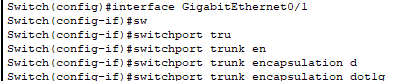 Switch(config)#interface GigabitEthernet0/1
Switch(config-if)#sw
Switch(config-if)#switchport tru
Switch(config-if)#switchport trunk en
Switch(config-if)#switchport trunk encapsulation d
Switch(config-if)#switchport trunk encapsulation dot1q